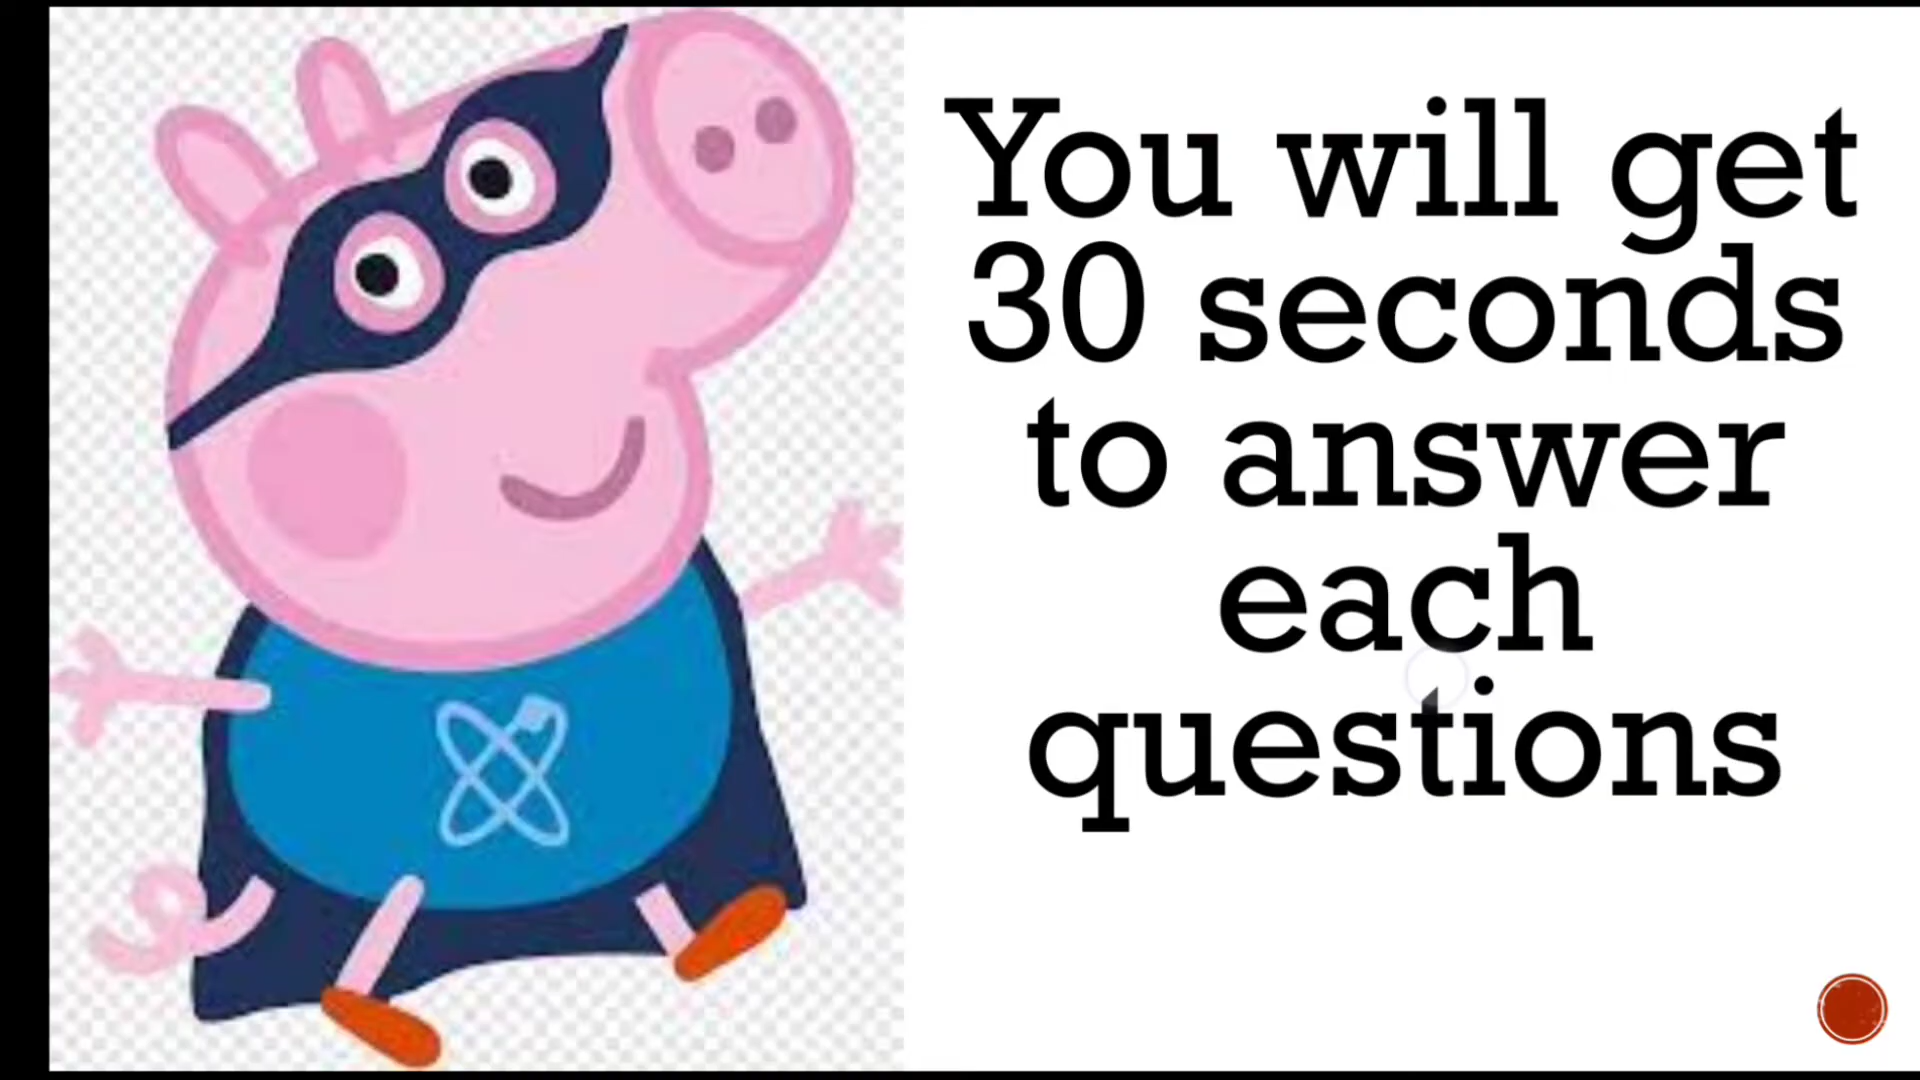 You will get
30 seconds
to answer
each
questions